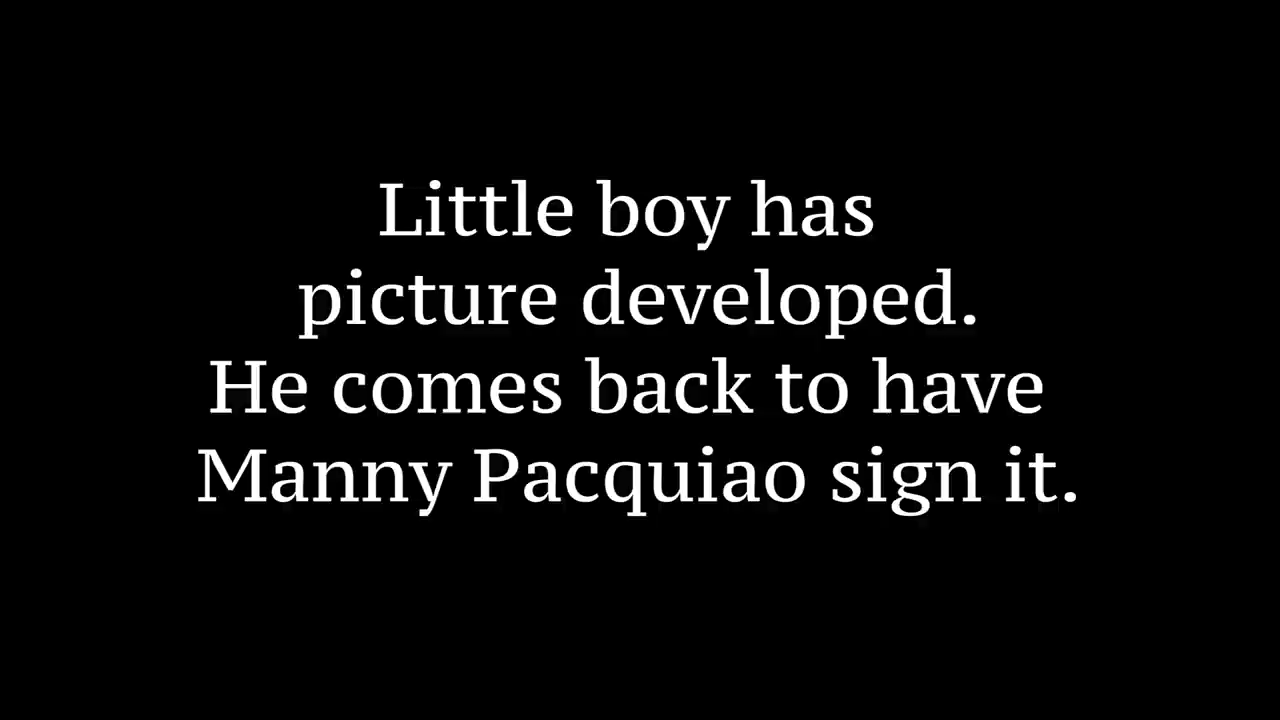 Little boy has
picture developed.
He comes back to have
Manny Pacquiao sign it.